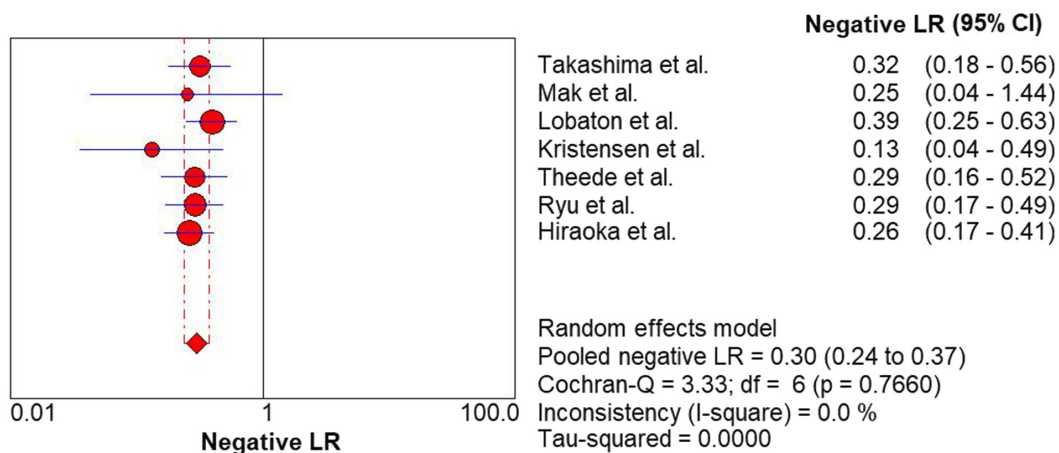 Negative LR (95% CI)
Takashima et al. 0.32 (0.18 - 0.56)
Mak et al. 0.25 (0.04 - 1.44)
Lobaton et al. 0.39 (0.25 - 0.63)
Kristensen et al. 0.13 (0.04 - 0.49)
Theede et al. 0.29 (0.16 - 0.52)
Ryu et al. 0.29 (0.17 - 0.49)
Hiraoka et al. 0.26 (0.17 - 0.41)
Random effects model
Pooled negative LR = 0.30 (0.24 to 0.37)
Cochran-Q = 3.33; df = 6 (p = 0.7660)
Inconsistency (I-square) = 0.0 %
Tau-squared = 0.0000
0.01 1 100.0
Negative LR